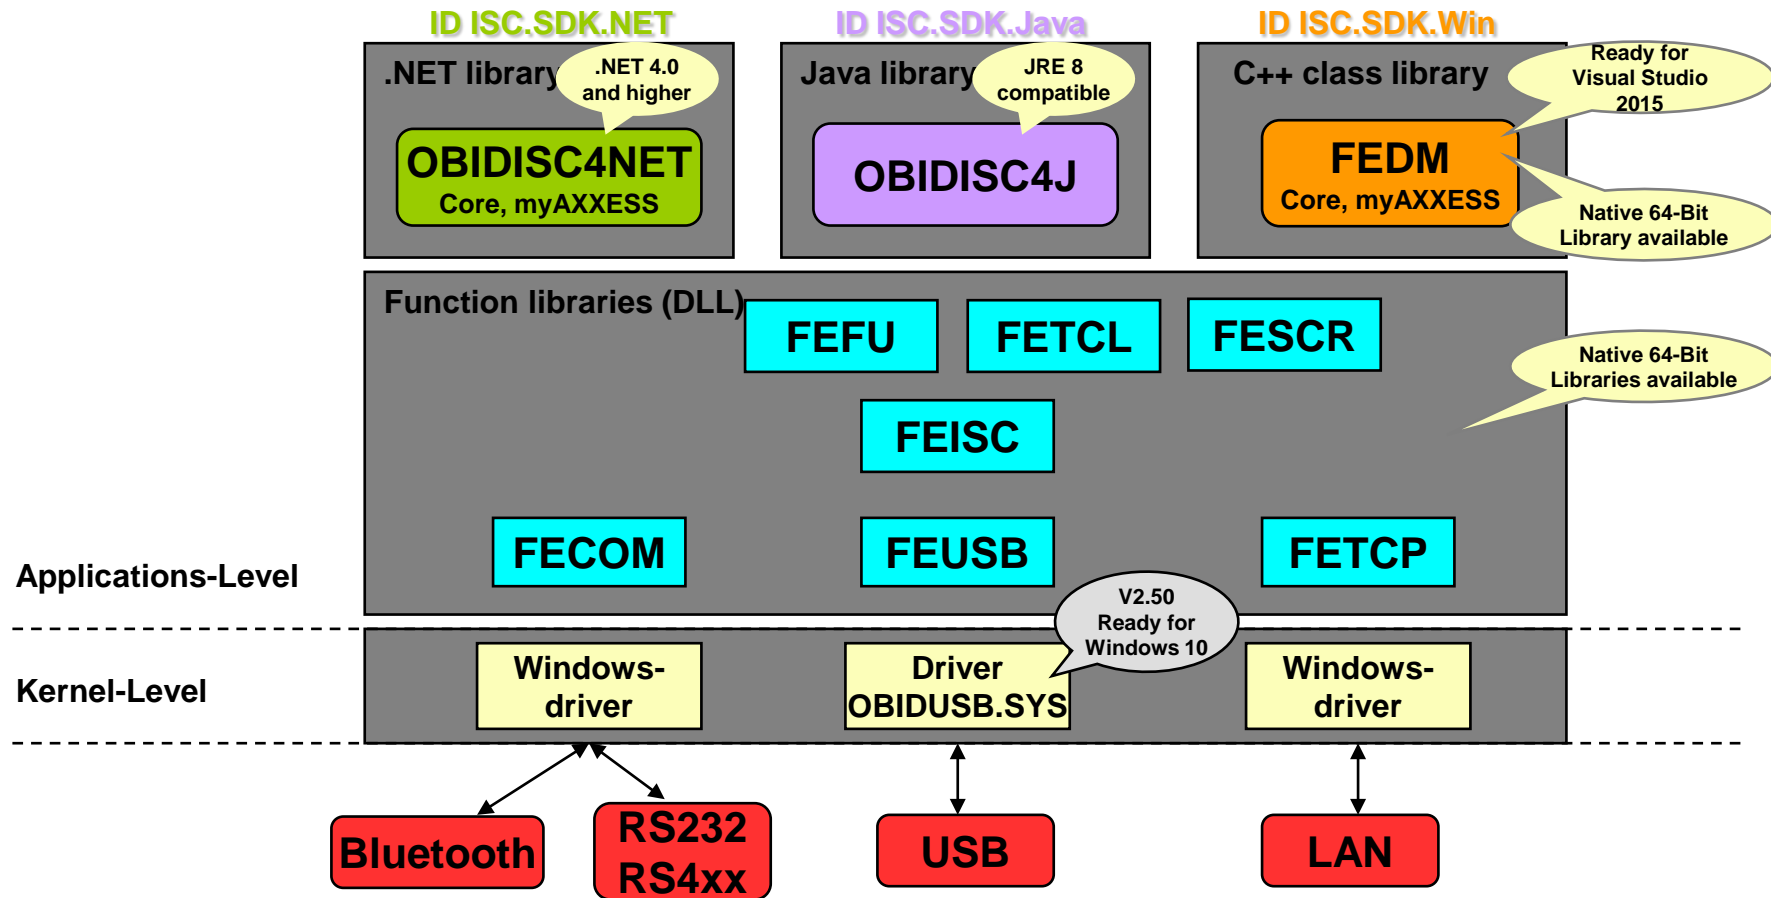 ID ISC.SDK.NET
ID ISC.SDK.Java
ID ISC.SDK.Win
.NET library
.NET 4.0
and higher
OBIDISC4NET
Core, myAXXESS
Java library
JRE 8
compatible
OBIDISC4J
C++ class library
Ready for
Visual Studio
2015
FEDM
Core, myAXXESS
Native 64-Bit
Library available
Function libraries (DLL)
FEFU
FETCL
FESCR
Native 64-Bit
Libraries available
FEISC
FECOM
FEUSB
FETCP
Applications-Level
V2.50
Ready for
Windows 10
Kernel-Level
Windows-
driver
Driver
OBIDUSB.SYS
Windows-
driver
Bluetooth
RS232
RS4xx
USB
LAN